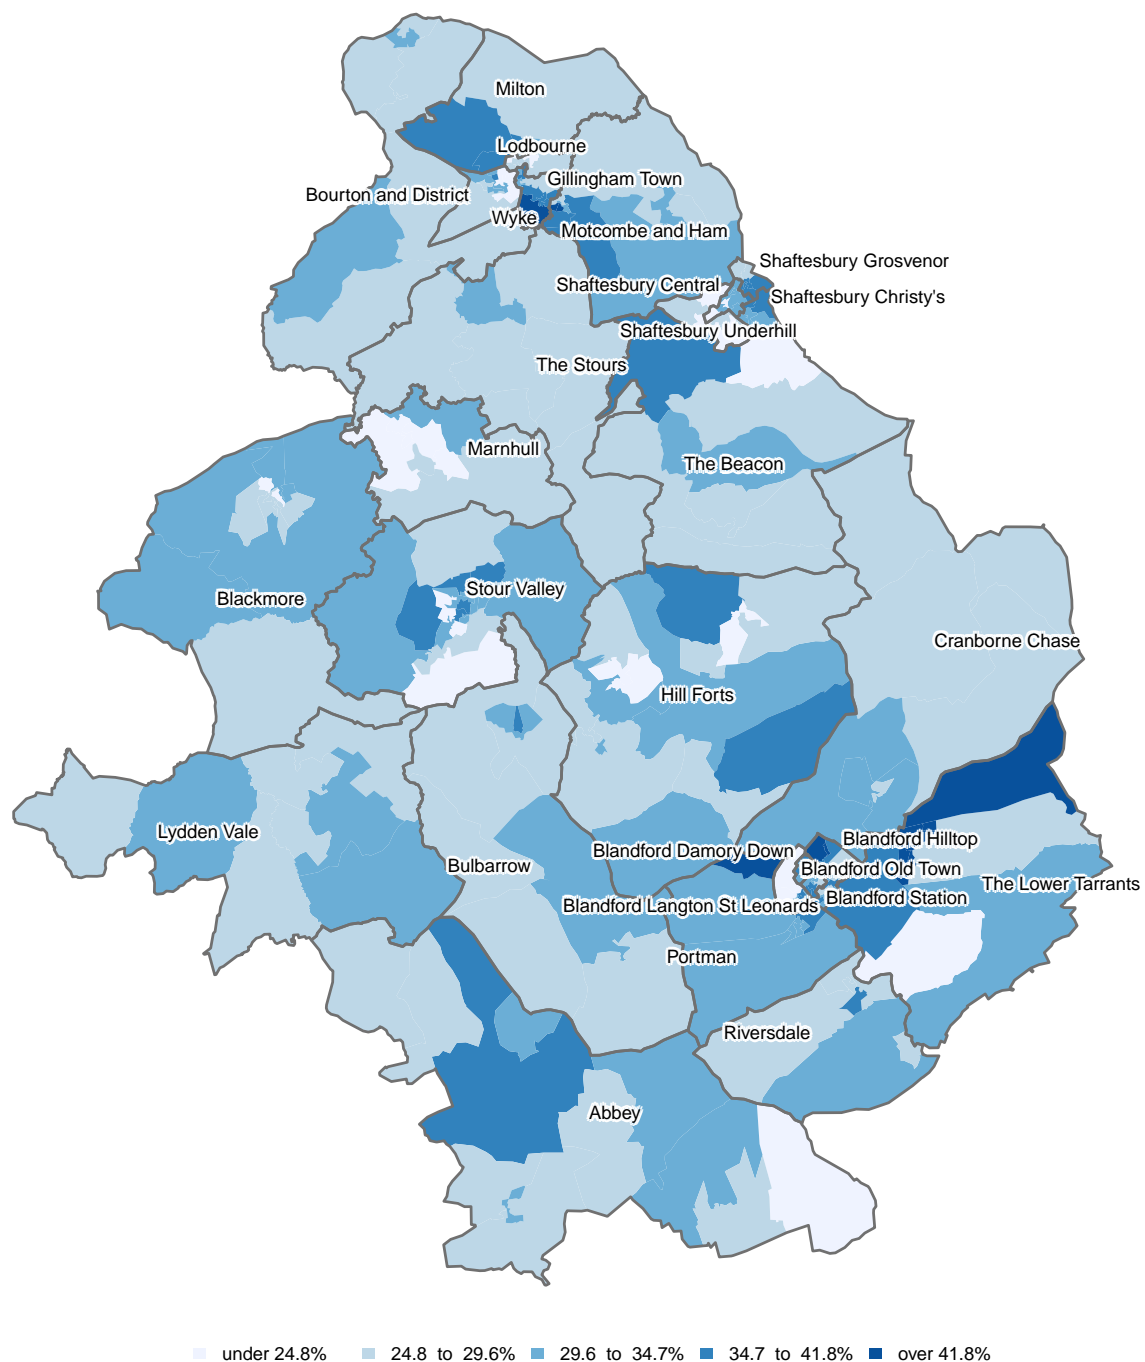 Milton
Lodbourne
Gillingham Town
Bourton and District
Wyke
Motcombe and Ham
Shaftesbury Grosvenor
Shaftesbury Central
Shaftesbury Christy's
Shaftesbury Underhill
The Stours
Marnhull
The Beacon
Stour Valley
Blackmore
Cranborne Chase
Hill Forts
Lydden Vale
Blandford Hilltop
Blandford Damory Down
Bulbarrow
Blandford Old Town
The Lower Tarrants
Blandford Station
Blandford Langton St Leonards
Portman
Riversdale
Abbey
under 24.8% 24.8 to 29.6% 29.6 to 34.7% 34.7 to 41.8% over 41.8%